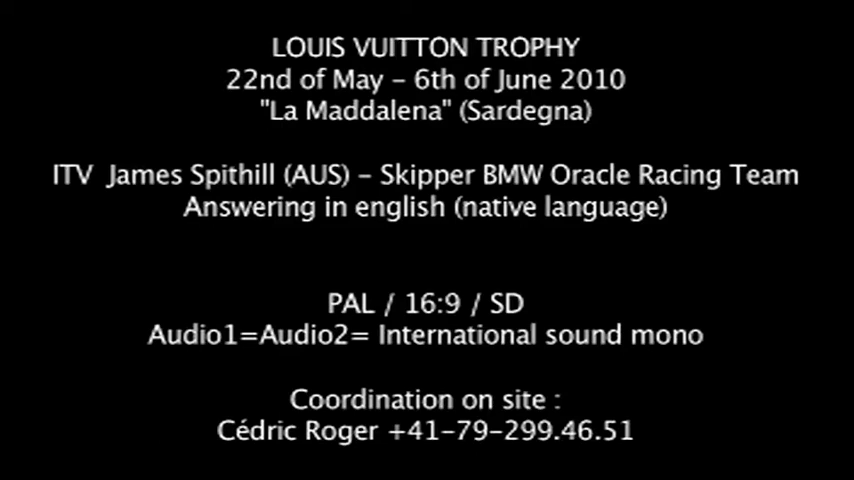 LOUIS VUITTON TROPHY
22nd of May - 6th of June 2010
"La Maddalena" (Sardegna)
ITV James Spithill (AUS) - Skipper BMW Oracle Racing Team
Answering in english (native language)
PAL / 16:9 / SD
Audio1=Audio2= International sound mono
Coordination on site :
Cédric Roger +41-79-299.46.51